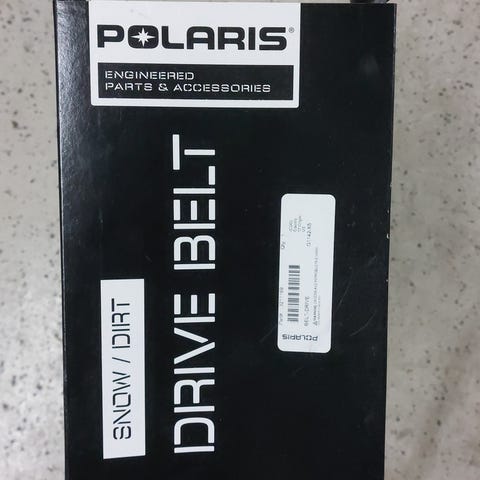 POLARIS®
ENGINEERED
PARTS & ACCESSORIES
SNOW / DIRT
DRIVE BELT
POLARIS
BELT-DRIVE